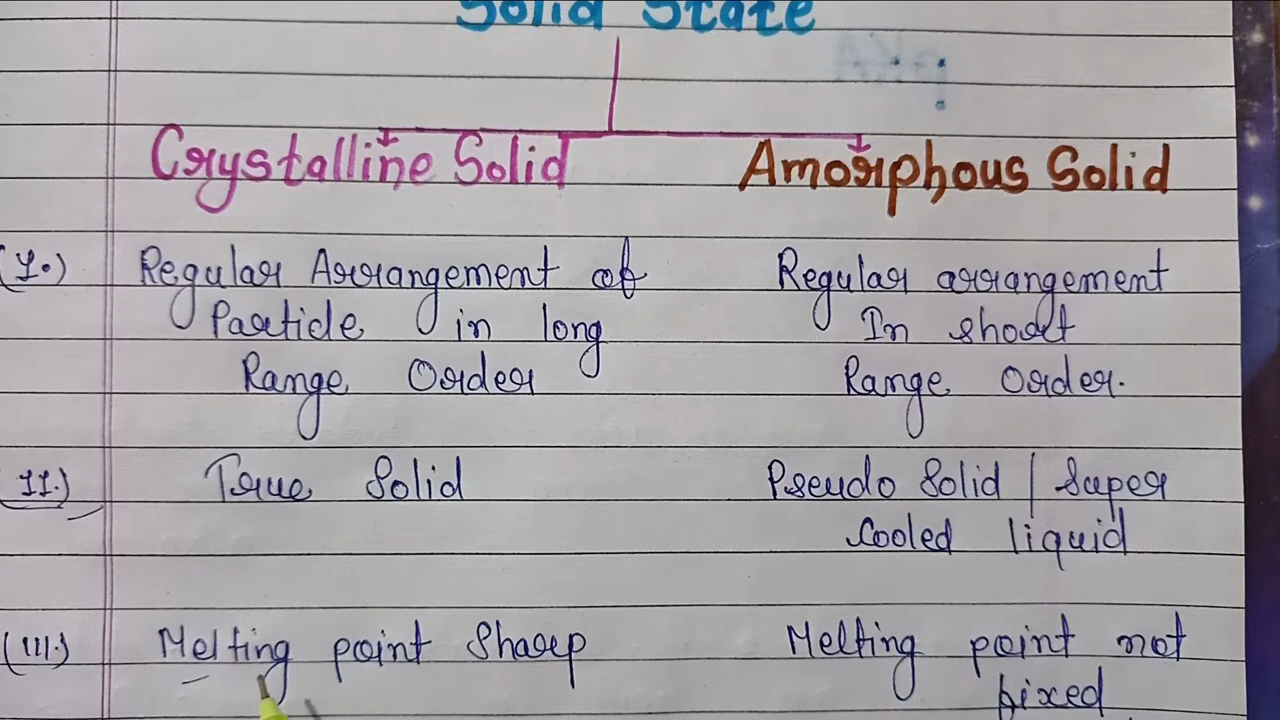 Solid State
Crystalline Solid Amorphous Solid
(I.) Regular Arrangement of Regular arrangement
Particle in long In short
Range Order Range Order.
II.) True Solid Pseudo Solid / Super
Cooled liquid
(III.) Melting point Sharp Melting point not
fixed